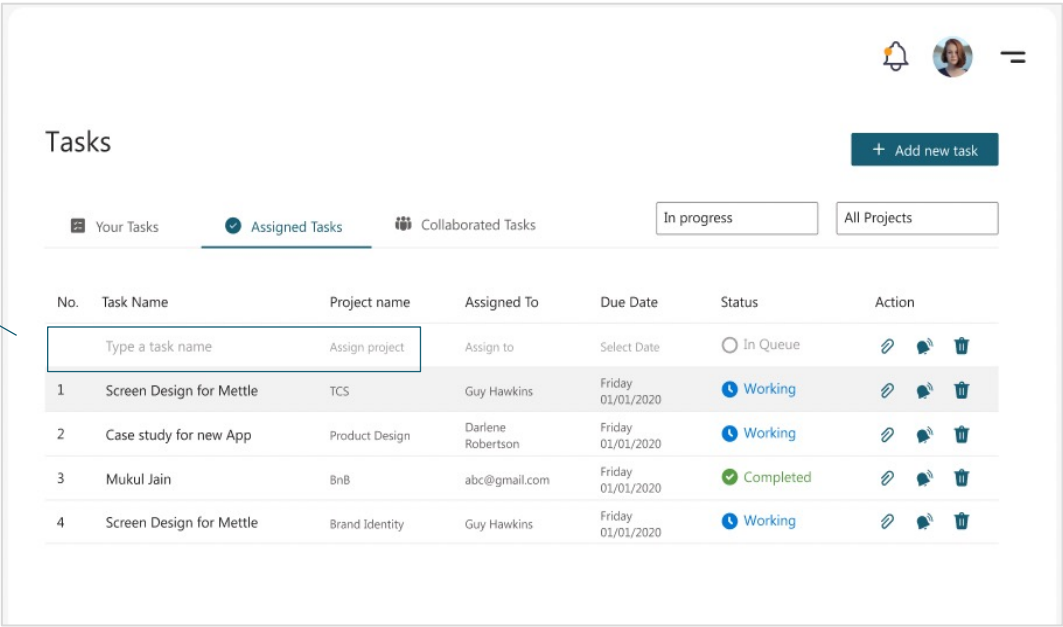 Tasks
+ Add new task
Your Tasks
Assigned Tasks
Collaborated Tasks
In progress
All Projects
No. Task Name Project name Assigned To Due Date Status Action
Type a task name Assign project Assign to Select Date In Queue
1 Screen Design for Mettle TCS Guy Hawkins Friday 01/01/2020 Working
2 Case study for new App Product Design Darlene Robertson Friday 01/01/2020 Working
3 Mukul Jain BnB abc@gmail.com Friday 01/01/2020 Completed
4 Screen Design for Mettle Brand Identity Guy Hawkins Friday 01/01/2020 Working